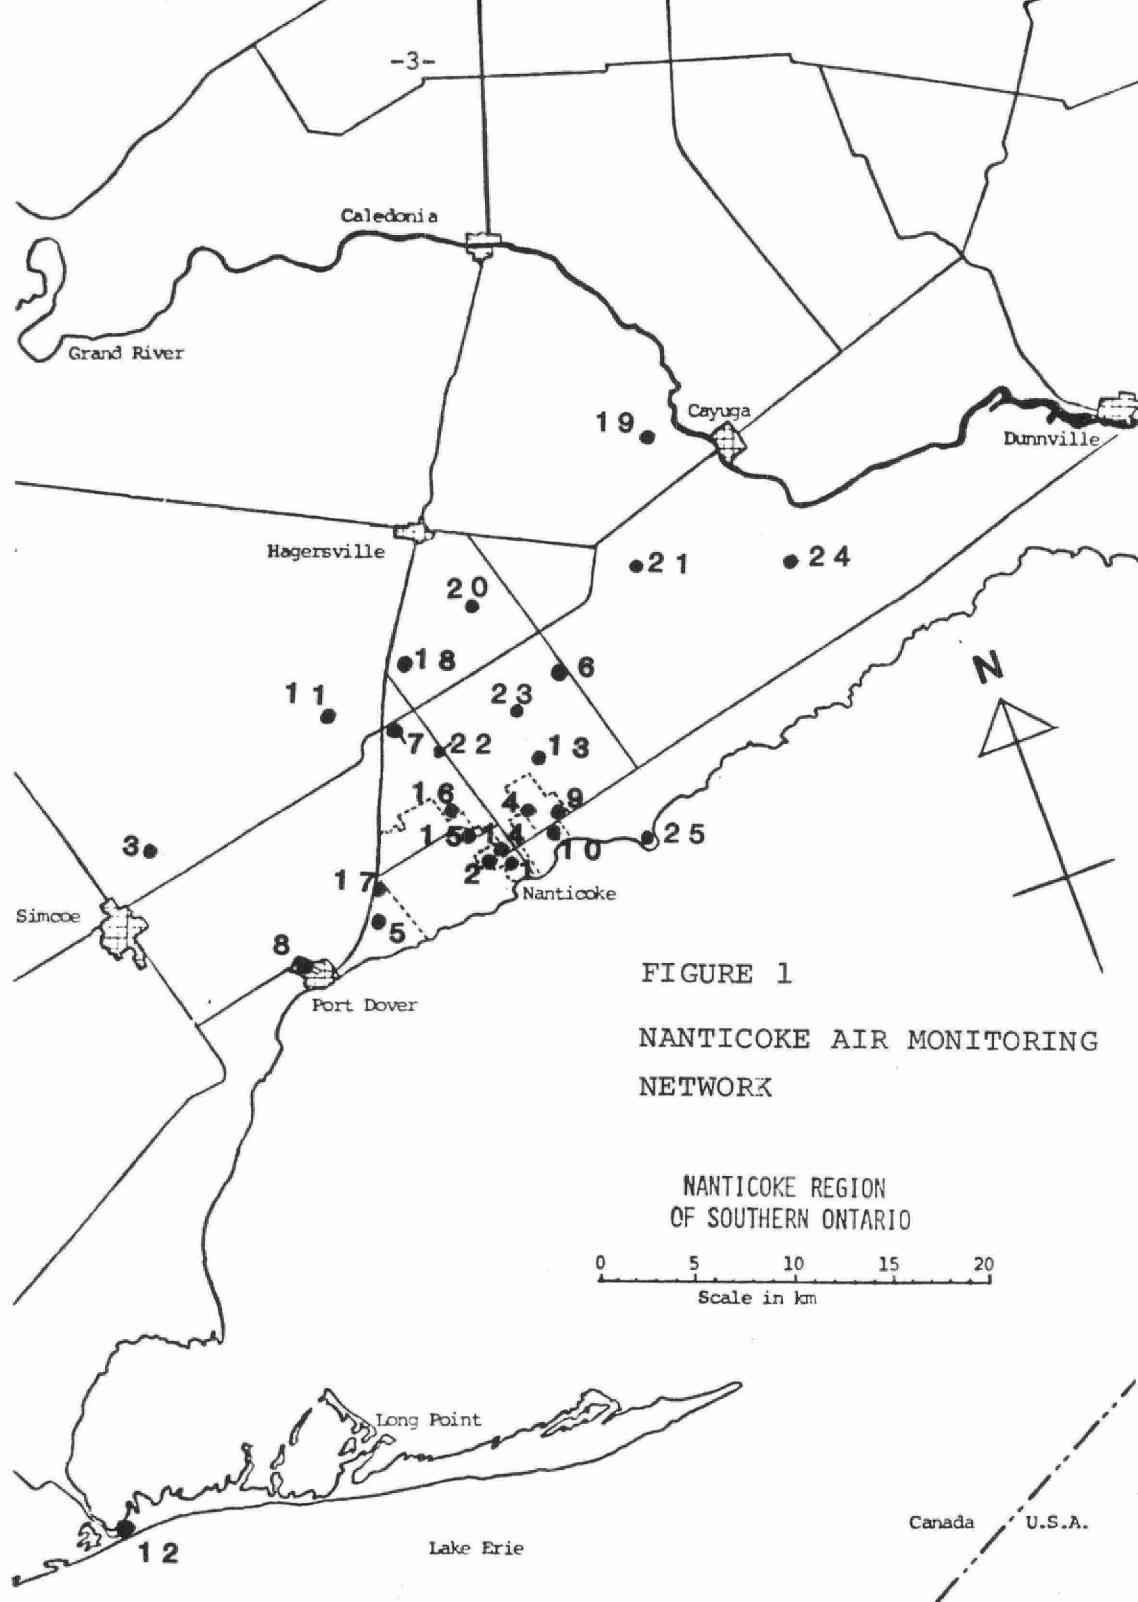 -3-
Caledonia
Grand River
Cayuga
19
Dunnville
Hagersville
21
24
20
18
6
N
11
23
7
22
13
16
4
9
3
15
14
10
25
2
1
17
Nanticoke
Simcoe
5
8
Port Dover
FIGURE 1
NANTICOKE AIR MONITORING
NETWORK
NANTICOKE REGION
OF SOUTHERN ONTARIO
0 5 10 15 20
Scale in km
Long Point
Canada
U.S.A.
Lake Erie
12